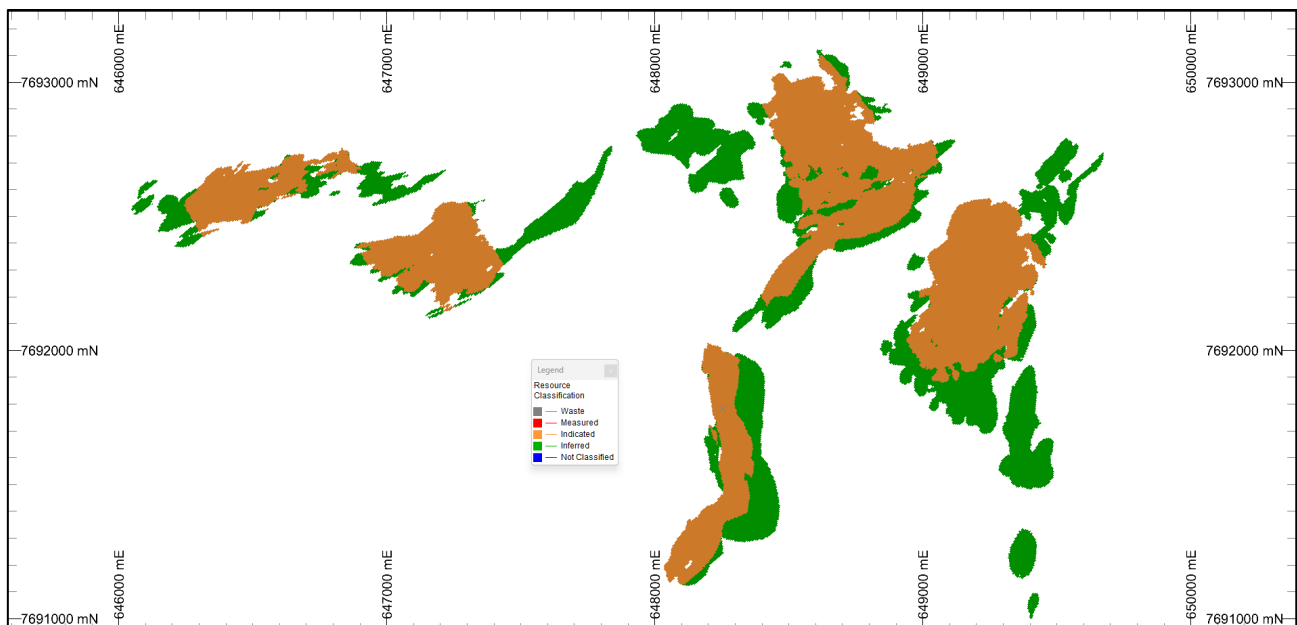 646000 mE
647000 mE
648000 mE
649000 mE
650000 mE
7693000 mN
7693000 mN
7692000 mN
7692000 mN
Legend
Resource
Classification
Waste
Measured
Indicated
Inferred
Not Classified
646000 mE
647000 mE
648000 mE
649000 mE
650000 mE
7691000 mN
7691000 mN